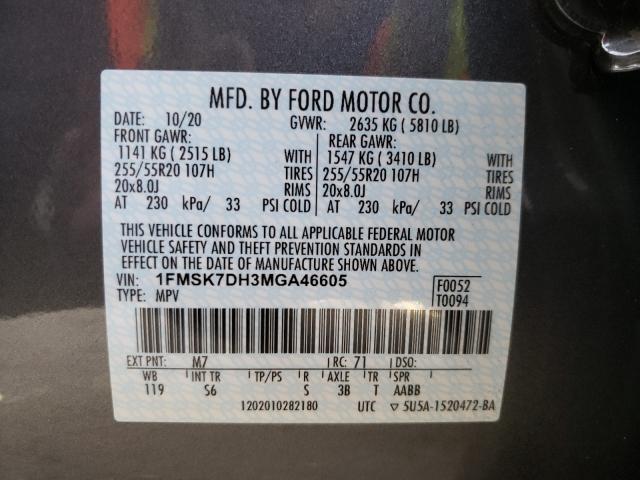 MFD. BY FORD MOTOR CO.
DATE: 10/20 GVWR: 2635 KG ( 5810 LB)
FRONT GAWR: REAR GAWR:
1141 KG ( 2515 LB) WITH 1547 KG ( 3410 LB) WITH
255/55R20 107H TIRES 255/55R20 107H TIRES
20x8.0J RIMS 20x8.0J RIMS
AT 230 kPa/ 33 PSI COLD AT 230 kPa/ 33 PSI COLD
THIS VEHICLE CONFORMS TO ALL APPLICABLE FEDERAL MOTOR
VEHICLE SAFETY AND THEFT PREVENTION STANDARDS IN
EFFECT ON THE DATE OF MANUFACTURE SHOWN ABOVE.
VIN: 1FMSK7DH3MGA46605 F0052
TYPE: MPV T0094
EXT PNT: M7 RC: 71 DSO:
WB INT TR TP/PS R AXLE TR SPR
119 S6 S 3B T AABB
1202010282180 UTC ▽ 5U5A-1520472-BA